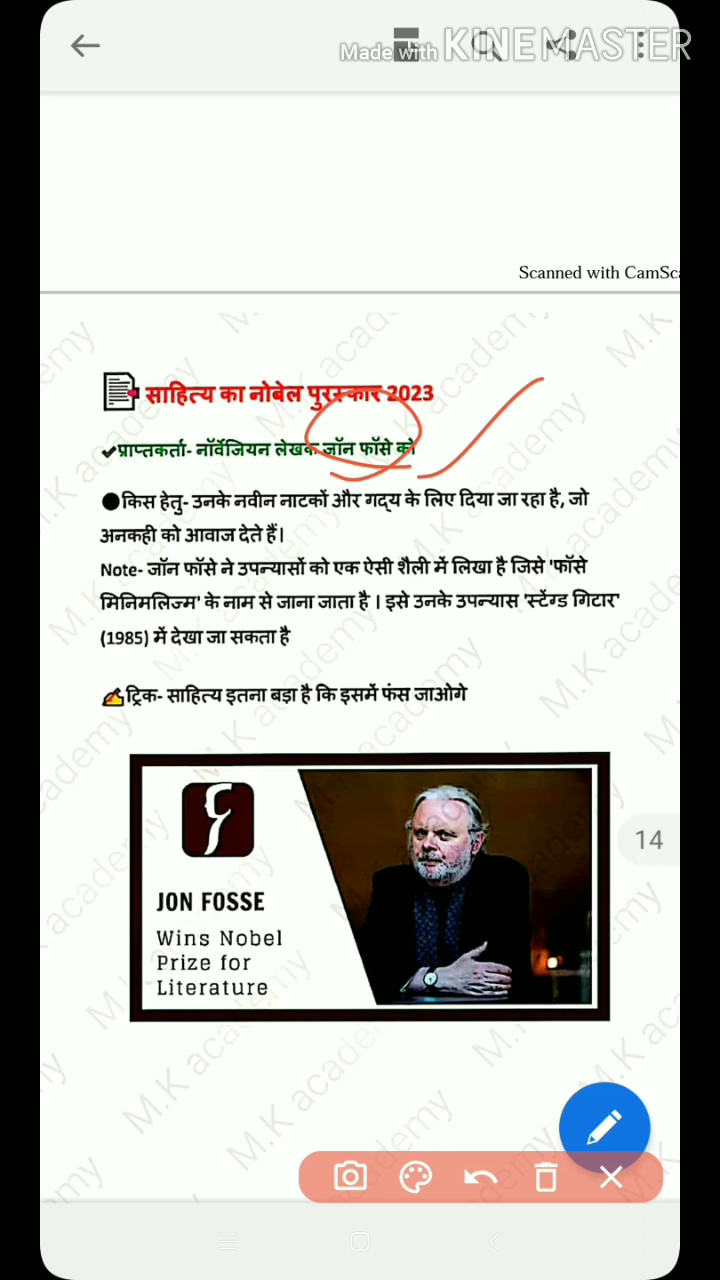 Made with KINEMASTER
Scanned with CamSca
साहित्य का नोबेल पुरस्कार 2023
✔प्राप्तकर्ता- नॉर्वेजियन लेखक जॉन फॉसे को
●किस हेतु- उनके नवीन नाटकों और गद्य के लिए दिया जा रहा है, जो
अनकही को आवाज देते हैं।
Note- जॉन फॉसे ने उपन्यासों को एक ऐसी शैली में लिखा है जिसे 'फॉसे
मिनिमलिज्म' के नाम से जाना जाता है । इसे उनके उपन्यास 'स्टेंग्ड गिटार'
(1985) में देखा जा सकता है
✍ट्रिक- साहित्य इतना बड़ा है कि इसमें फंस जाओगे
JON FOSSE
Wins Nobel
Prize for
Literature
14
M.K academy